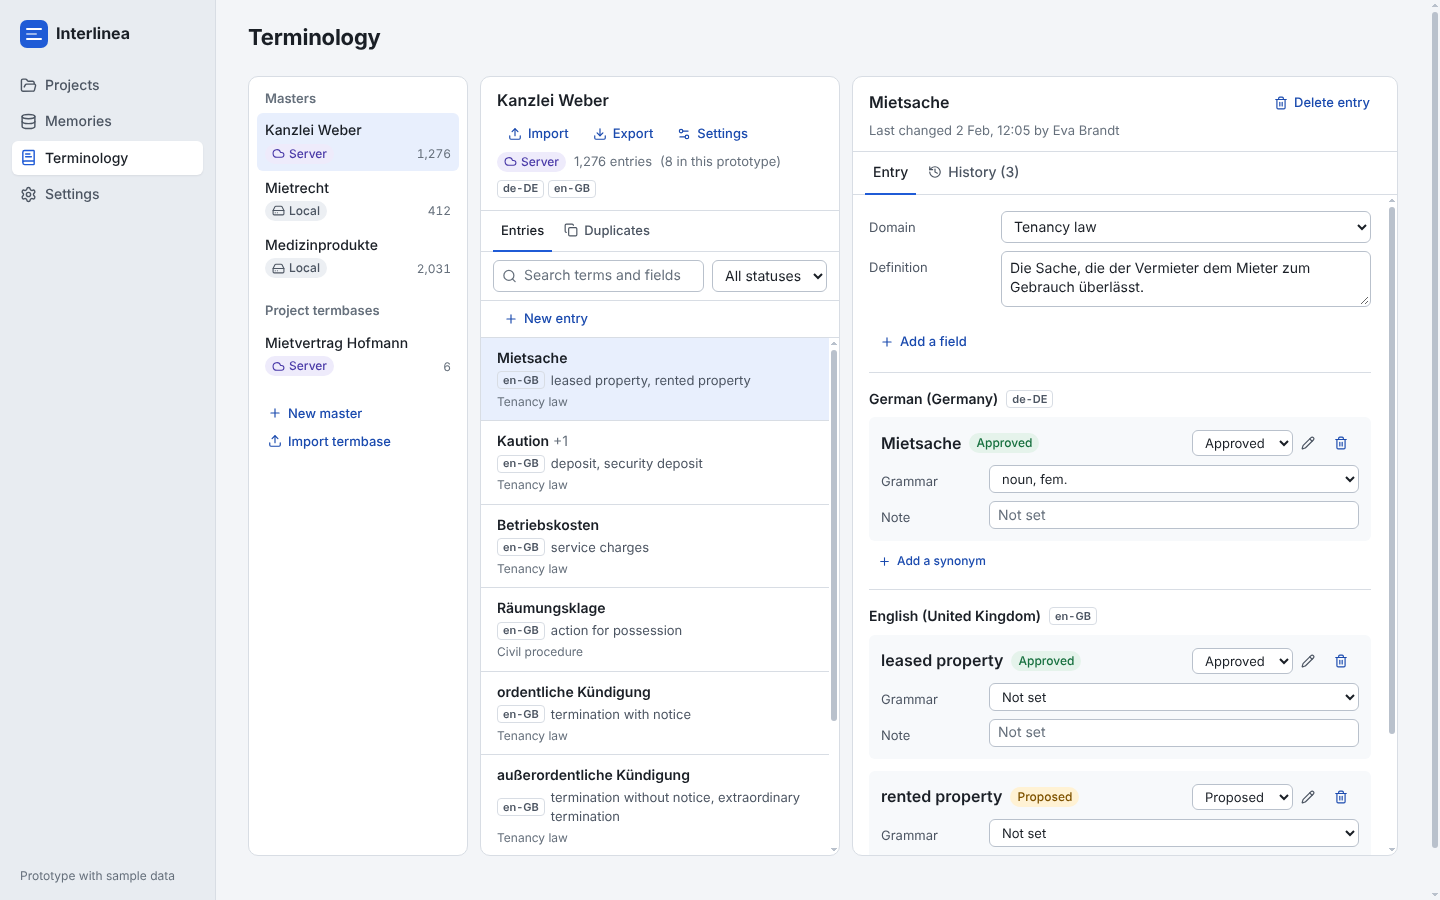 Interlinea
Projects
Memories
Terminology
Settings
Prototype with sample data
Terminology
Masters
Kanzlei Weber
Server 1,276
Mietrecht
Local 412
Medizinprodukte
Local 2,031
Project termbases
Mietvertrag Hofmann
Server 6
New master
Import termbase
Kanzlei Weber
Import Export Settings
Server 1,276 entries (8 in this prototype)
de-DE en-GB
Entries Duplicates
Search terms and fields All statuses
New entry
Mietsache
en-GB leased property, rented property
Tenancy law
Kaution +1
en-GB deposit, security deposit
Tenancy law
Betriebskosten
en-GB service charges
Tenancy law
Räumungsklage
en-GB action for possession
Civil procedure
ordentliche Kündigung
en-GB termination with notice
Tenancy law
außerordentliche Kündigung
en-GB termination without notice, extraordinary
termination
Tenancy law
Mietsache Delete entry
Last changed 2 Feb, 12:05 by Eva Brandt
Entry History (3)
Domain Tenancy law
Definition Die Sache, die der Vermieter dem Mieter zum
Gebrauch überlässt.
Add a field
German (Germany) de-DE
Mietsache Approved Approved
Grammar noun, fem.
Note Not set
Add a synonym
English (United Kingdom) en-GB
leased property Approved Approved
Grammar Not set
Note Not set
rented property Proposed Proposed
Grammar Not set